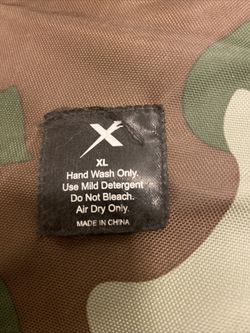 X
XL
Hand Wash Only.
Use Mild Detergent
Do Not Bleach.
Air Dry Only.
MADE IN CHINA